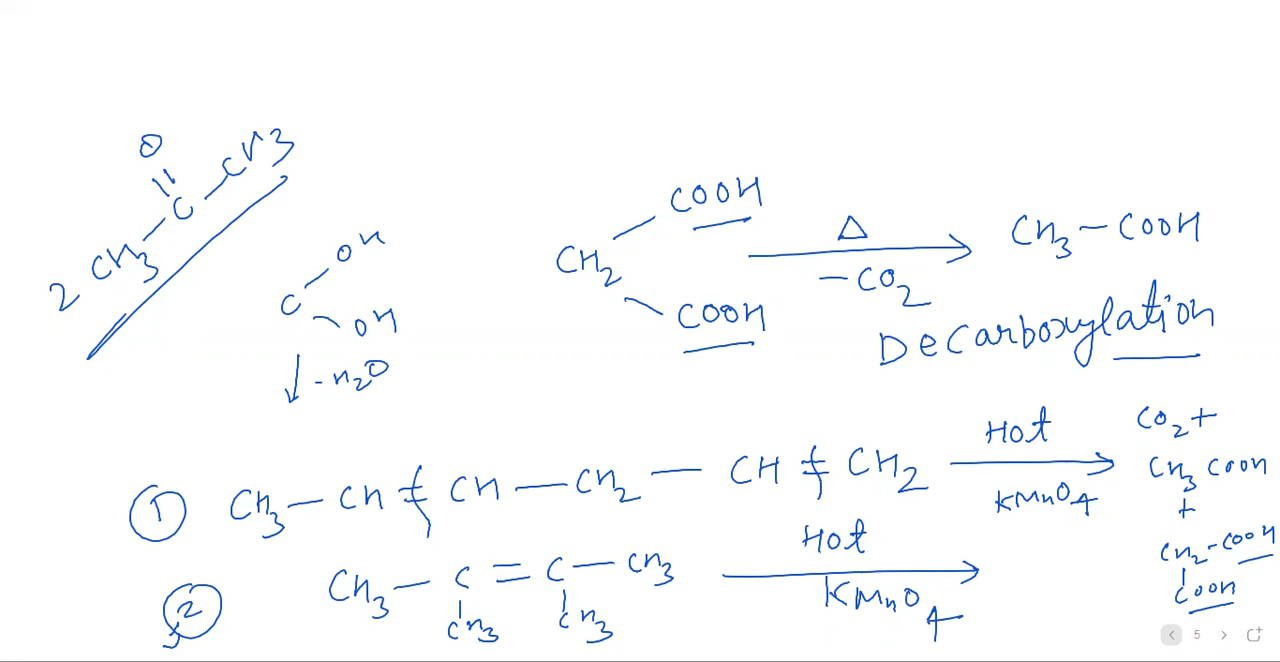 O
||
2 CH3 — C — CH3
C — OH
— OH
↓ - H2O
CH2 — COOH
— COOH
Δ
- CO2
CH3 — COOH
Decarboxylation
① CH3 — CH = CH — CH2 — CH = CH2
Hot
KMnO4
CO2 +
CH3 COOH
+
CH2 - COOH
|
COOH
② CH3 — C = C — CH3
CH3 CH3
Hot
KMnO4
5